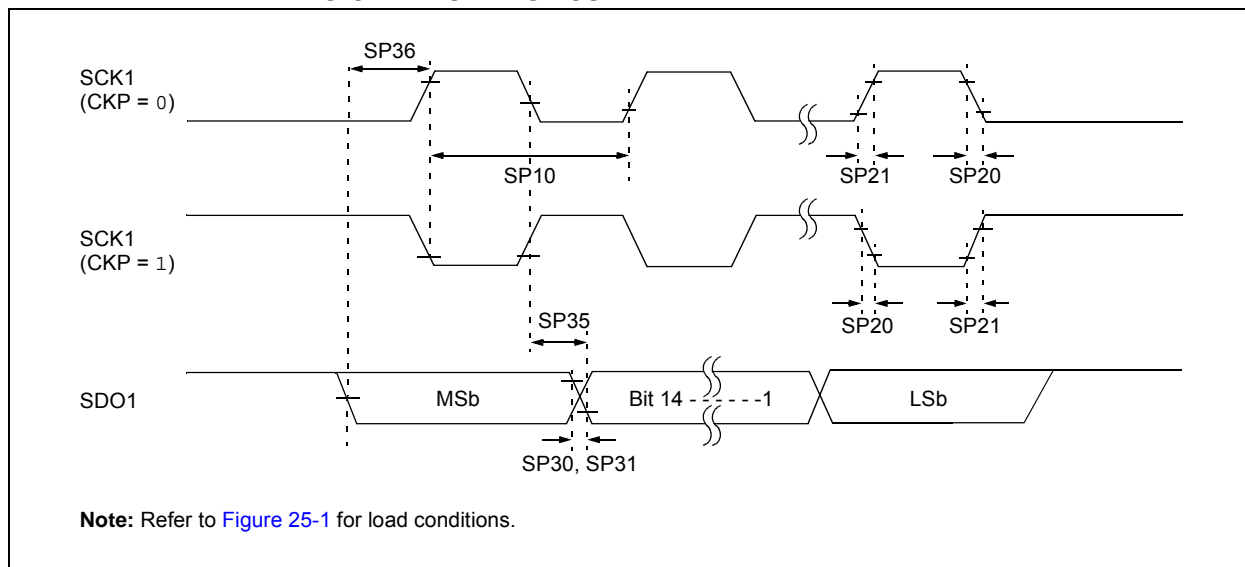 SP36
SCK1
(CKP = 0)
SP10
SP21
SP20
SCK1
(CKP = 1)
SP35
SP20
SP21
SDO1
MSb
Bit 14 - - - - - -1
LSb
SP30, SP31
Note: Refer to Figure 25-1 for load conditions.